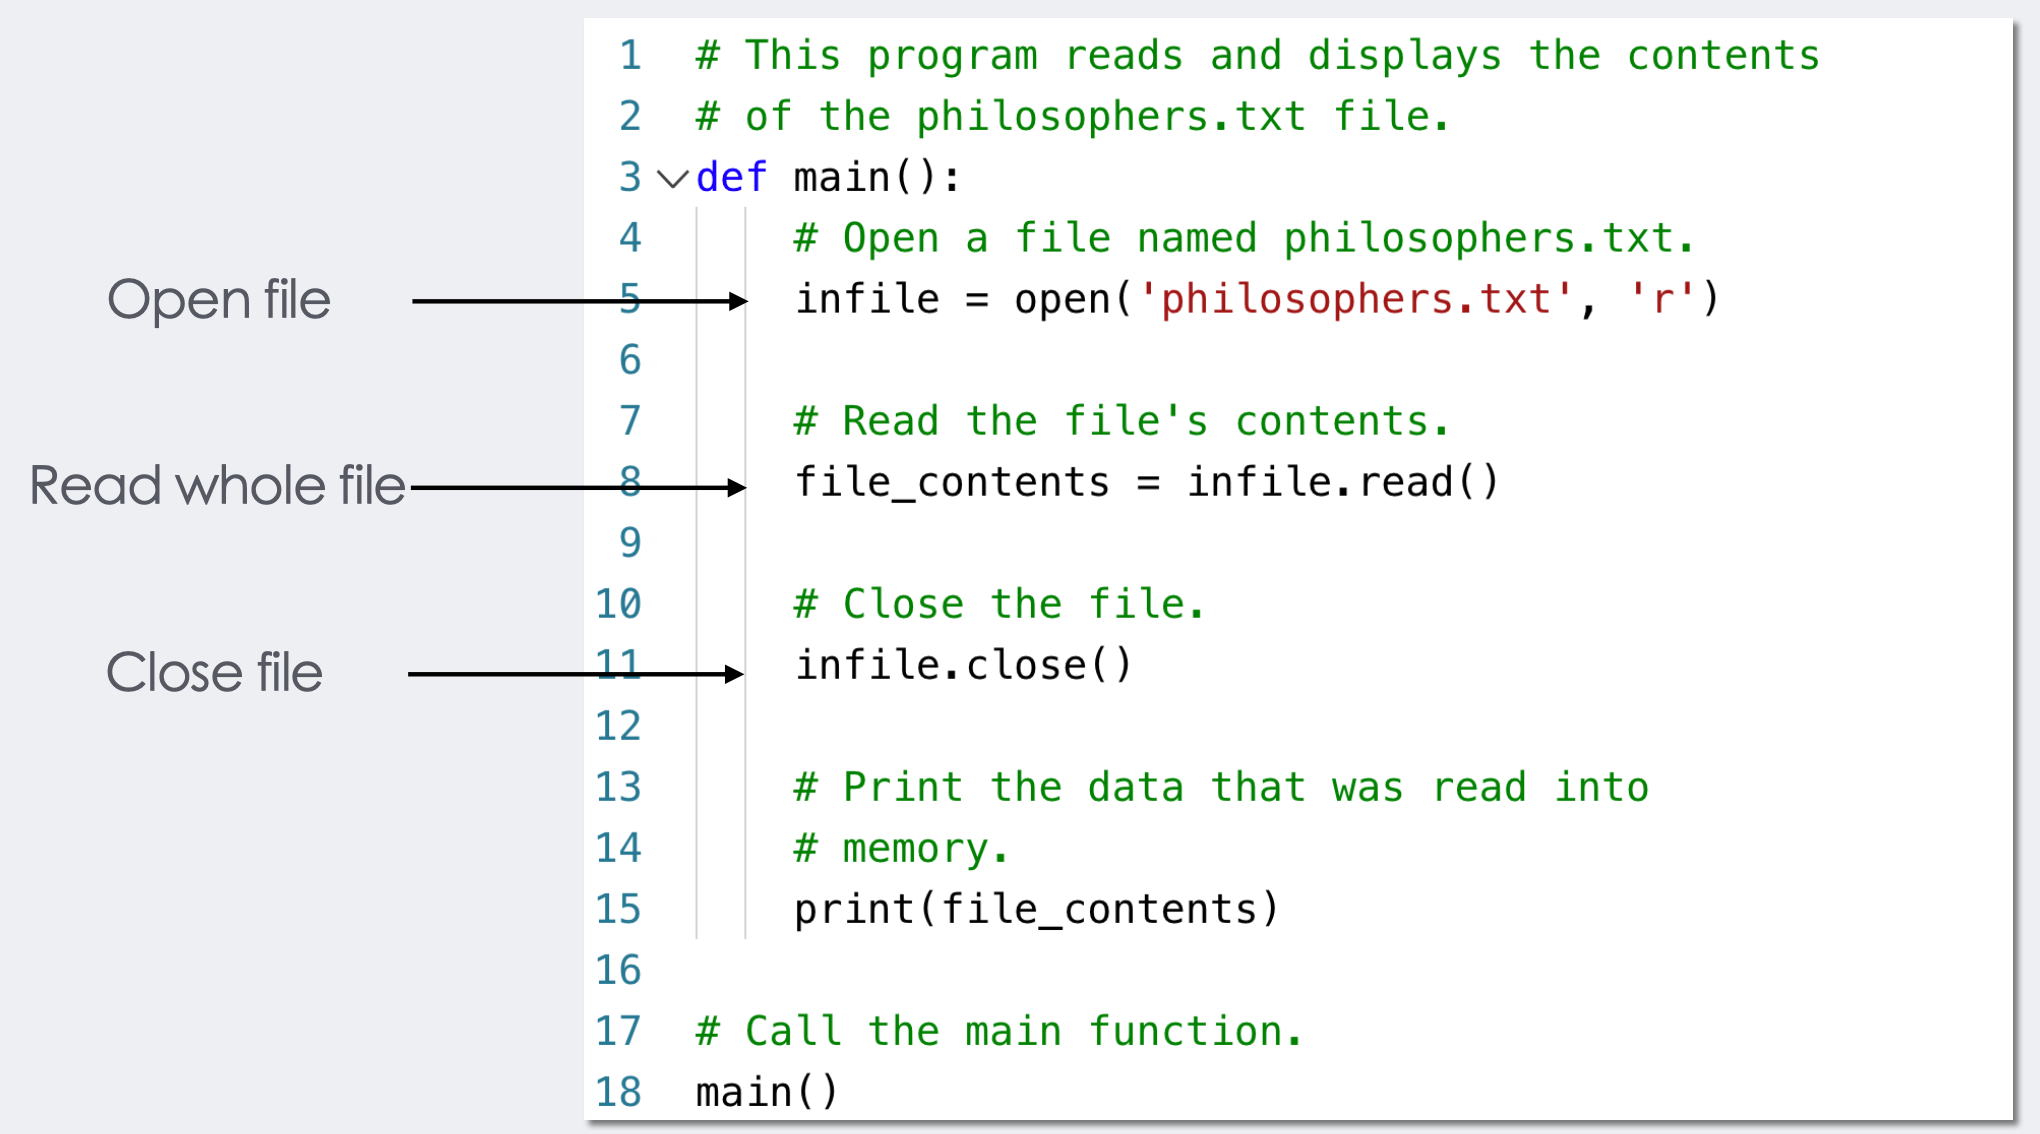 1 # This program reads and displays the contents
2 # of the philosophers.txt file.
3 def main():
4 # Open a file named philosophers.txt.
Open file
5 infile = open('philosophers.txt', 'r')
6
7 # Read the file's contents.
Read whole file
8 file_contents = infile.read()
9
10 # Close the file.
Close file
11 infile.close()
12
13 # Print the data that was read into
14 # memory.
15 print(file_contents)
16
17 # Call the main function.
18 main()